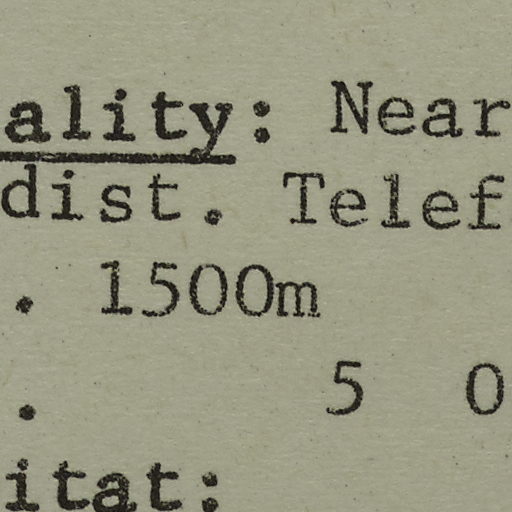 ality: Near
dist. Telef
. 1500m
. 5 0
itat: